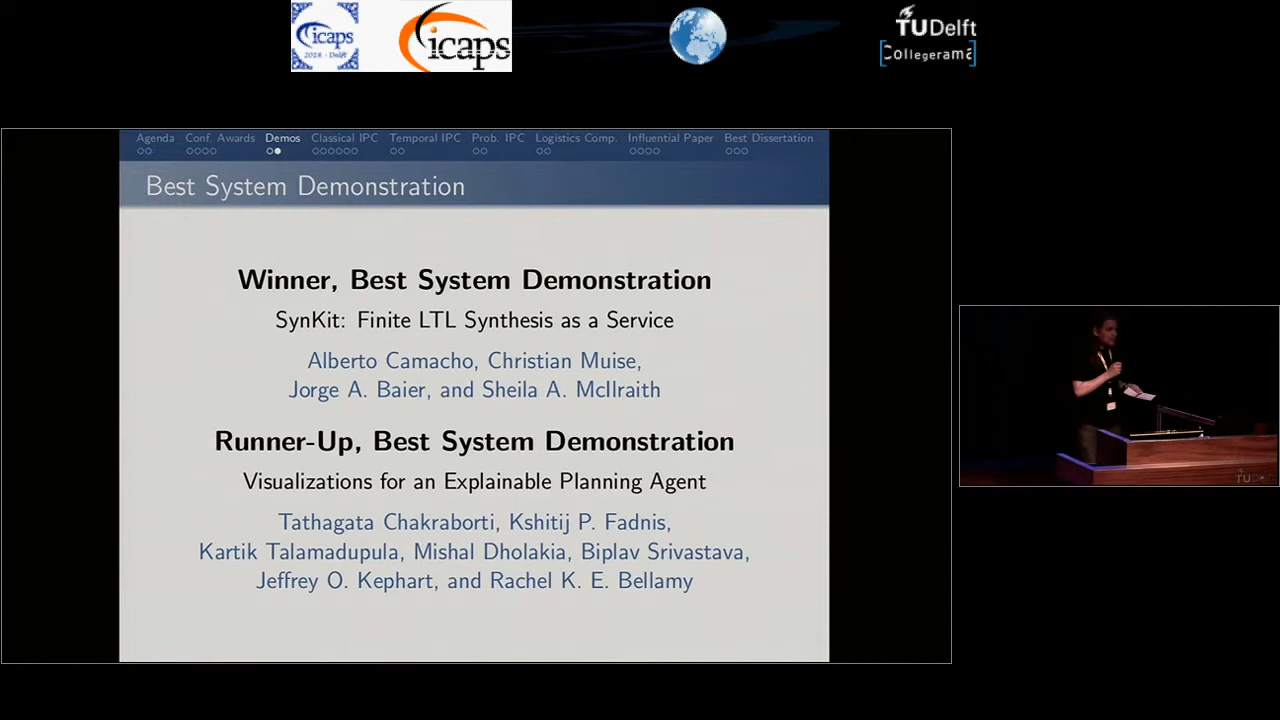 icaps
2018 - Delft
icaps
TUDelft
Collegerama
Agenda Conf. Awards Demos Classical IPC Temporal IPC Prob. IPC Logistics Comp. Influential Paper Best Dissertation
Best System Demonstration
Winner, Best System Demonstration
SynKit: Finite LTL Synthesis as a Service
Alberto Camacho, Christian Muise,
Jorge A. Baier, and Sheila A. McIlraith
Runner-Up, Best System Demonstration
Visualizations for an Explainable Planning Agent
Tathagata Chakraborti, Kshitij P. Fadnis,
Kartik Talamadupula, Mishal Dholakia, Biplav Srivastava,
Jeffrey O. Kephart, and Rachel K. E. Bellamy
TUDelft